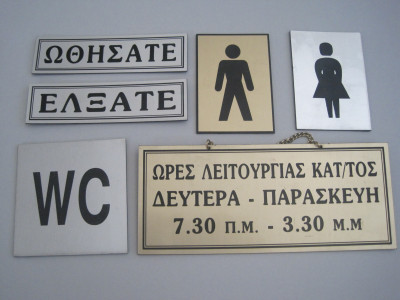 ΩΘΗΣΑΤΕ
ΕΛΞΑΤΕ
WC
ΩΡΕΣ ΛΕΙΤΟΥΡΓΙΑΣ ΚΑΤ/ΤΟΣ
ΔΕΥΤΕΡΑ - ΠΑΡΑΣΚΕΥΗ
7.30 Π.Μ. - 3.30 Μ.Μ